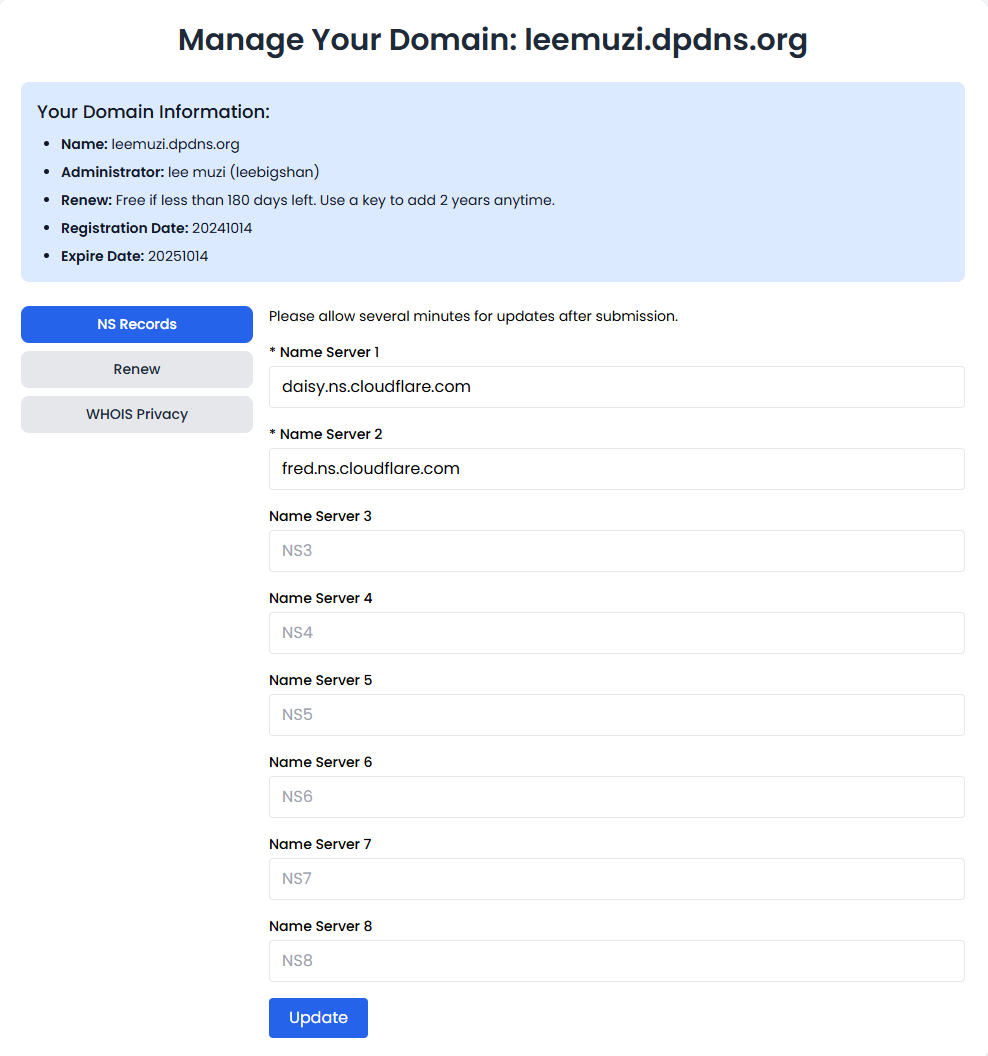 Manage Your Domain: leemuzi.dpdns.org
Your Domain Information:
Name: leemuzi.dpdns.org
Administrator: lee muzi (leebigshan)
Renew: Free if less than 180 days left. Use a key to add 2 years anytime.
Registration Date: 20241014
Expire Date: 20251014
NS Records
Renew
WHOIS Privacy
Please allow several minutes for updates after submission.
* Name Server 1
daisy.ns.cloudflare.com
* Name Server 2
fred.ns.cloudflare.com
Name Server 3
NS3
Name Server 4
NS4
Name Server 5
NS5
Name Server 6
NS6
Name Server 7
NS7
Name Server 8
NS8
Update